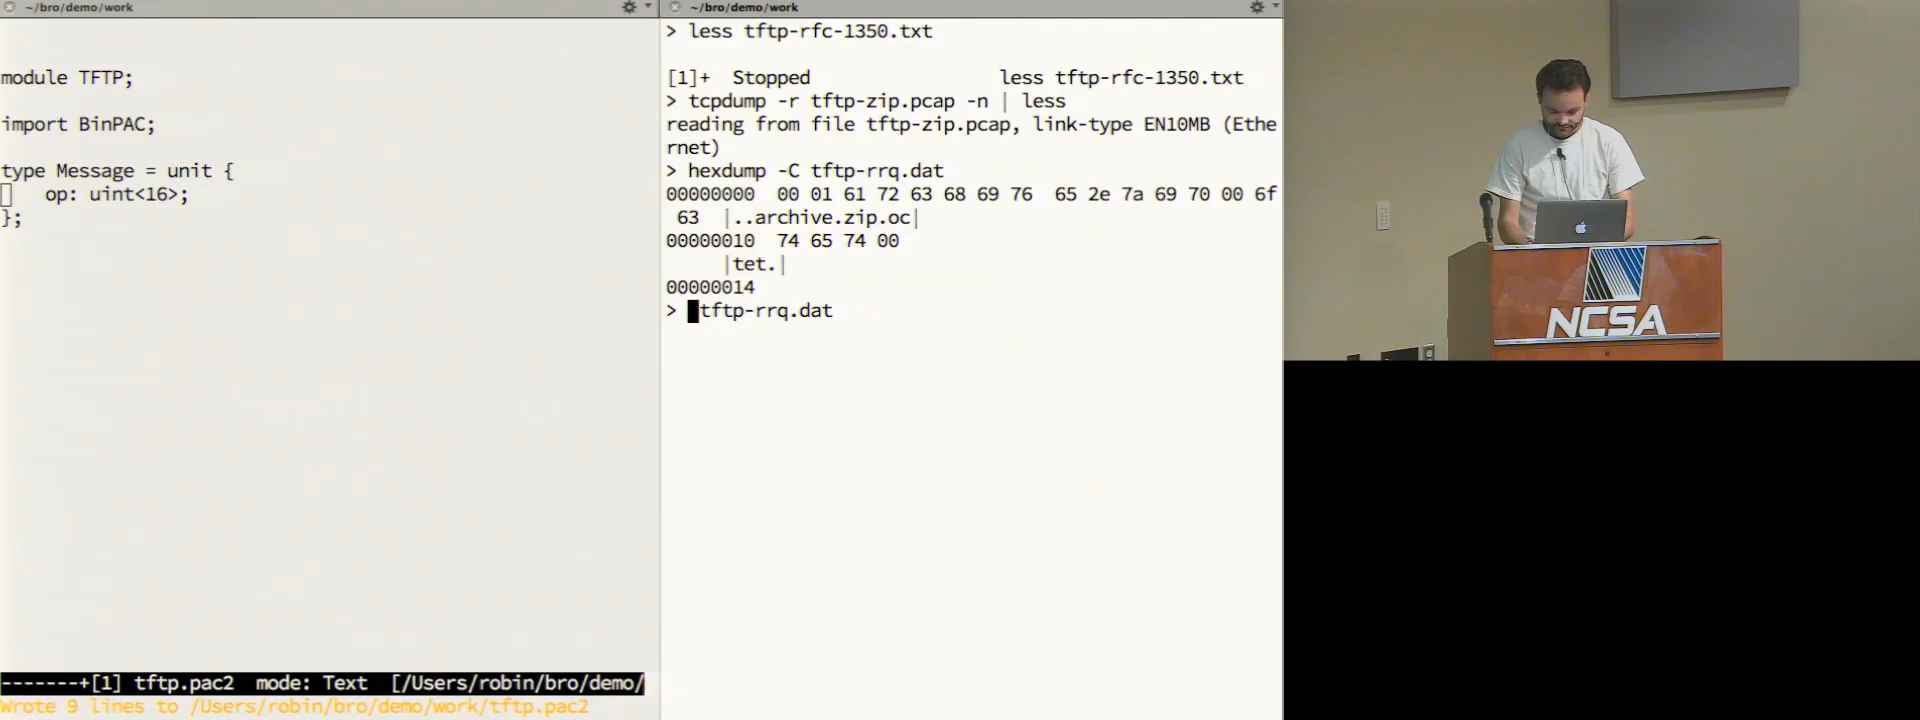 ~/bro/demo/work
module TFTP;
import BinPAC;
type Message = unit {
op: uint<16>;
};
-------+[1] tftp.pac2 mode: Text [/Users/robin/bro/demo/
Wrote 9 lines to /Users/robin/bro/demo/work/tftp.pac2
~/bro/demo/work
> less tftp-rfc-1350.txt
[1]+ Stopped less tftp-rfc-1350.txt
> tcpdump -r tftp-zip.pcap -n | less
reading from file tftp-zip.pcap, link-type EN10MB (Ethe
rnet)
> hexdump -C tftp-rrq.dat
00000000 00 01 61 72 63 68 69 76 65 2e 7a 69 70 00 6f
63 |..archive.zip.oc|
00000010 74 65 74 00
|tet.|
00000014
> tftp-rrq.dat
NCSA